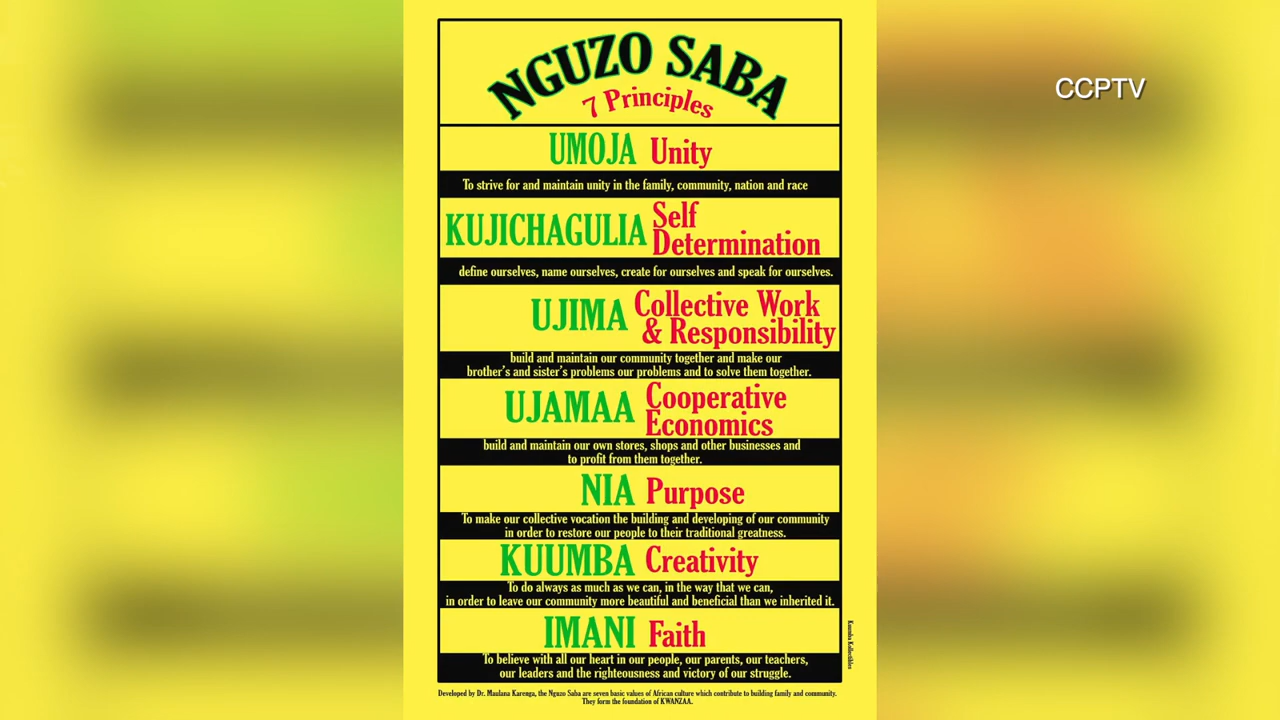 CCPTV
NGUZO SABA
7 Principles
UMOJA Unity
To strive for and maintain unity in the family, community, nation and race
KUJICHAGULIA Self
Determination
define ourselves, name ourselves, create for ourselves and speak for ourselves.
UJIMA Collective Work
& Responsibility
build and maintain our community together and make our
brother's and sister's problems our problems and to solve them together.
UJAMAA Cooperative
Economics
build and maintain our own stores, shops and other businesses and
to profit from them together.
NIA Purpose
To make our collective vocation the building and developing of our community
in order to restore our people to their traditional greatness.
KUUMBA Creativity
To do always as much as we can, in the way that we can,
in order to leave our community more beautiful and beneficial than we inherited it.
IMANI Faith
To believe with all our heart in our people, our parents, our teachers,
our leaders and the righteousness and victory of our struggle.
Kuumba Kollectibles
Developed by Dr. Maulana Karenga, the Nguzo Saba are seven basic values of African culture which contribute to building family and community.
They form the foundation of KWANZAA.